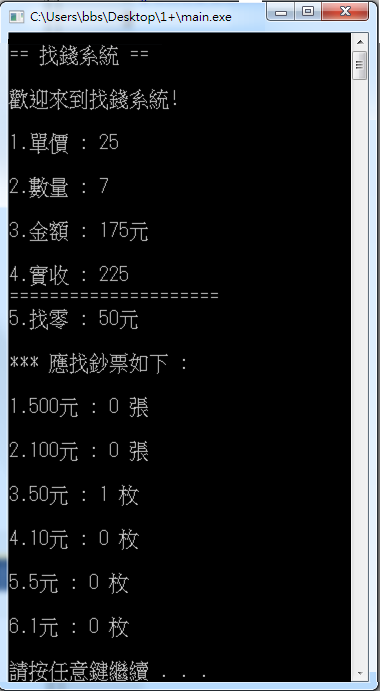 C:\Users\bbs\Desktop\1+\main.exe
== 找錢系統 ==
歡迎來到找錢系統!
1.單價 : 25
2.數量 : 7
3.金額 : 175元
4.實收 : 225
=====================
5.找零 : 50元
*** 應找鈔票如下 :
1.500元 : 0 張
2.100元 : 0 張
3.50元 : 1 枚
4.10元 : 0 枚
5.5元 : 0 枚
6.1元 : 0 枚
請按任意鍵繼續 . . .